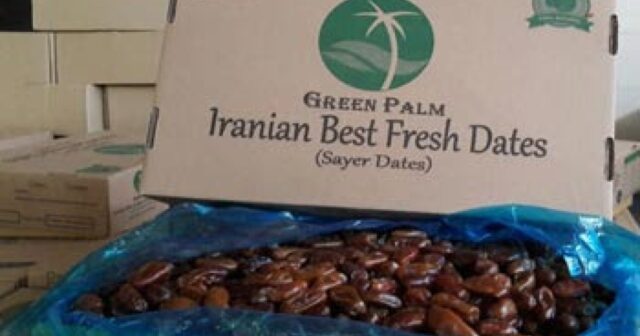 GREEN PALM
Iranian Best Fresh Dates
(Sayer Dates)